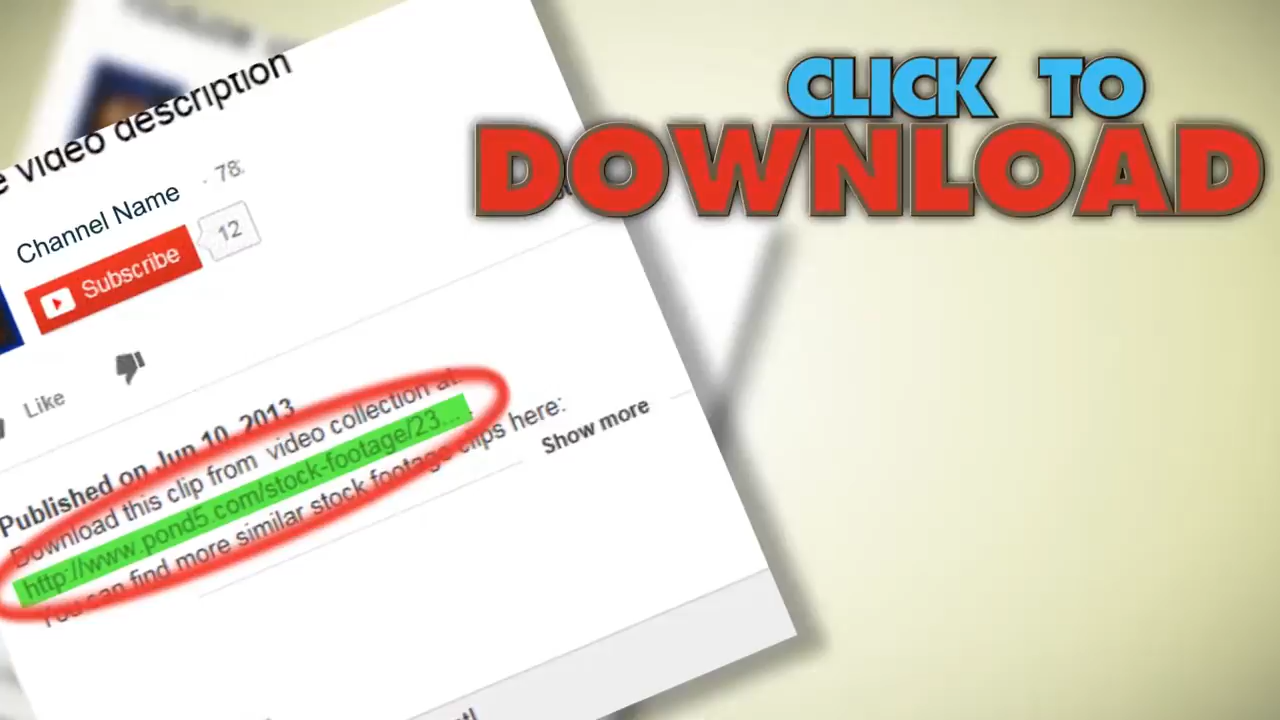 CLICK TO
DOWNLOAD
e video description
Channel Name
· 78
Subscribe
12
Like
Published on Jun 10, 2013
Download this clip from video collection at
http://www.pond5.com/stock-footage/23...
You can find more similar stock footage clips here:
Show more